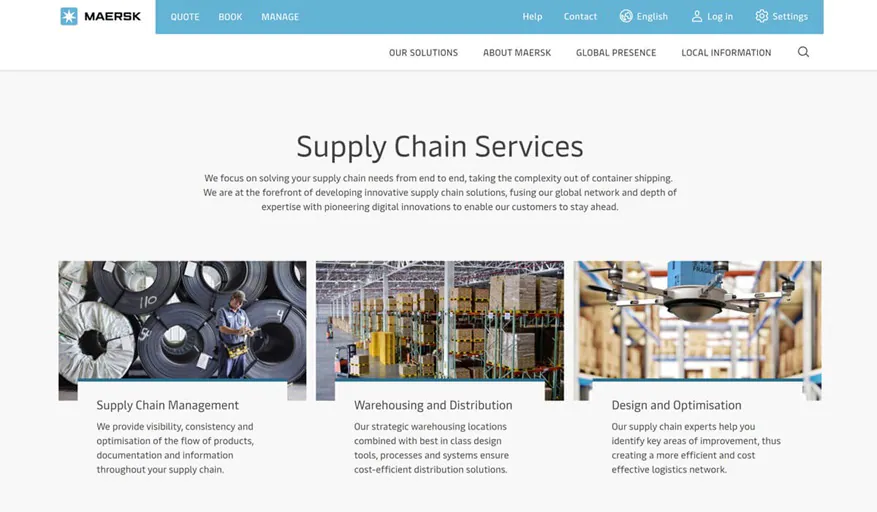 MAERSK
QUOTE BOOK MANAGE
Help Contact English Log in Settings
OUR SOLUTIONS ABOUT MAERSK GLOBAL PRESENCE LOCAL INFORMATION
Supply Chain Services
We focus on solving your supply chain needs from end to end, taking the complexity out of container shipping.
We are at the forefront of developing innovative supply chain solutions, fusing our global network and depth of
expertise with pioneering digital innovations to enable our customers to stay ahead.
110
4
FRAGILE
Supply Chain Management
We provide visibility, consistency and
optimisation of the flow of products,
documentation and information
throughout your supply chain.
Warehousing and Distribution
Our strategic warehousing locations
combined with best in class design
tools, processes and systems ensure
cost-efficient distribution solutions.
Design and Optimisation
Our supply chain experts help you
identify key areas of improvement, thus
creating a more efficient and cost
effective logistics network.